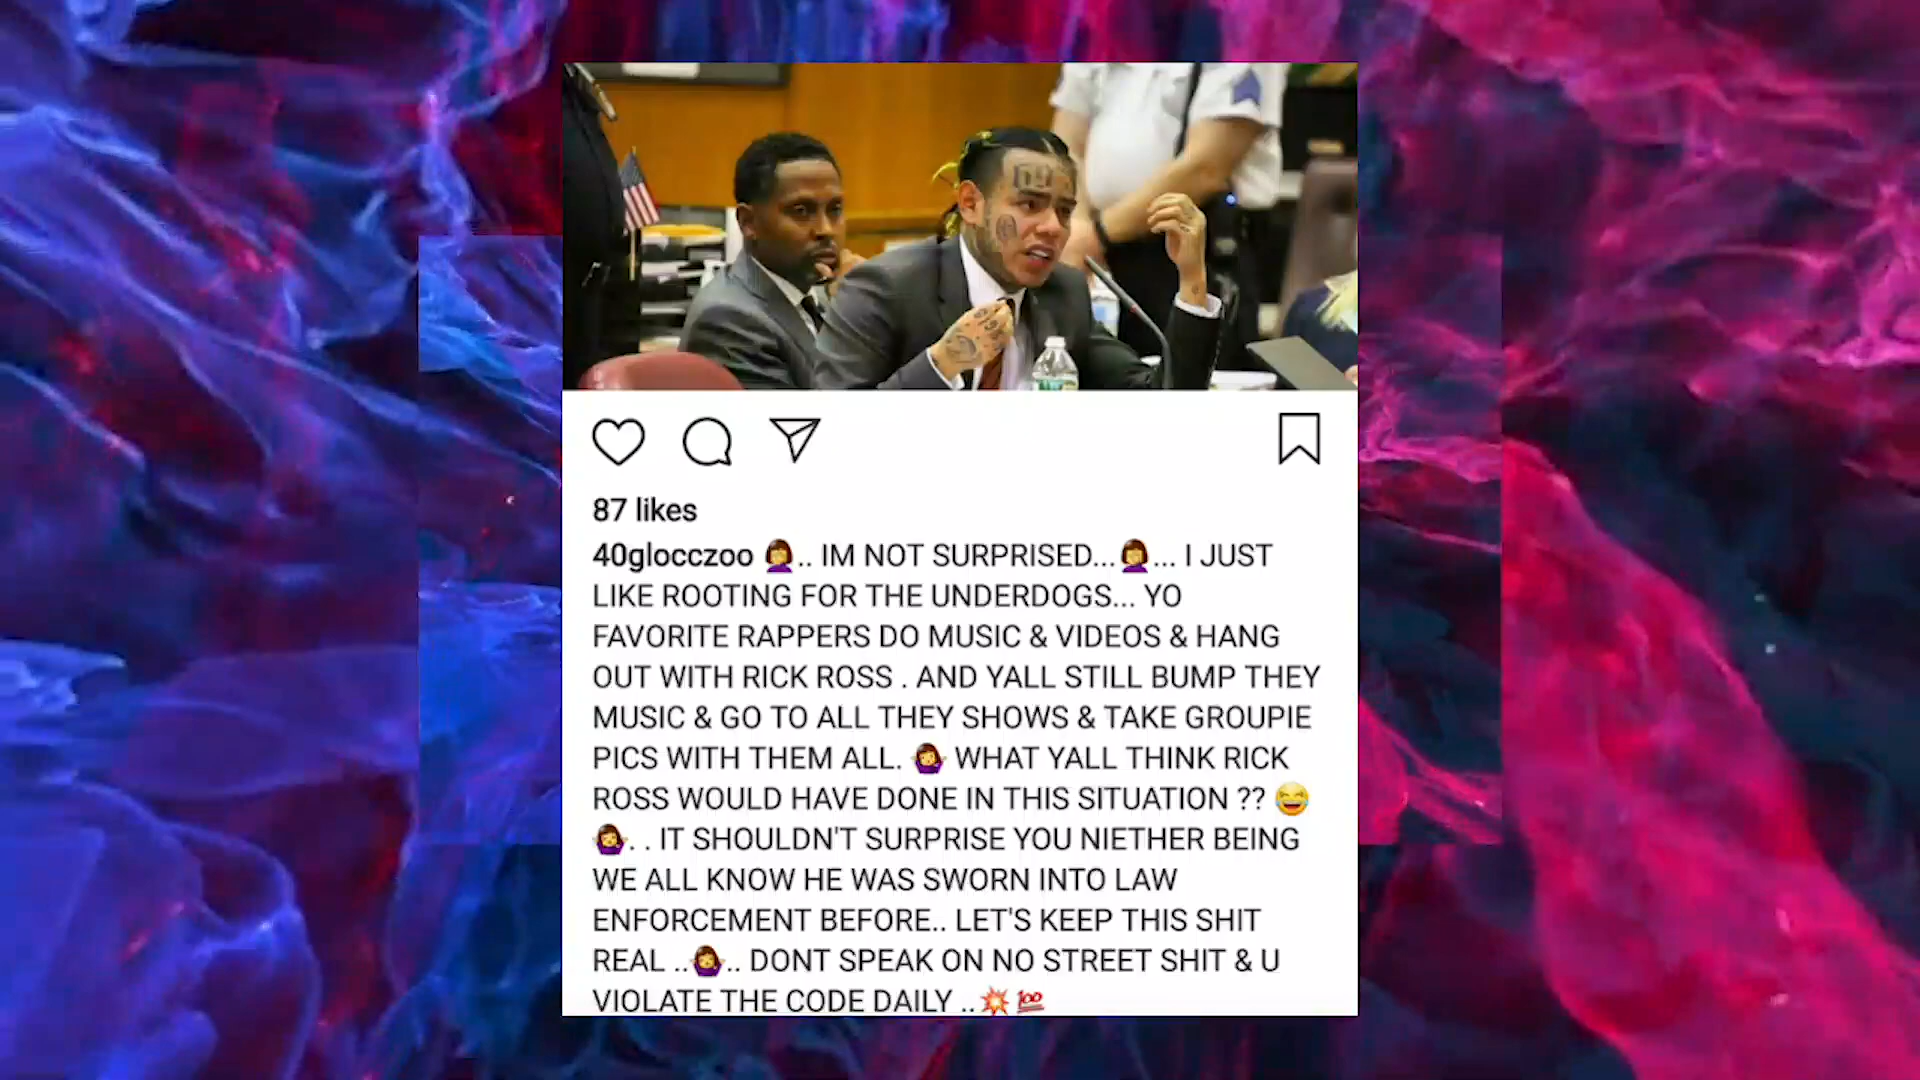 69
87 likes
40glocczoo 🤦‍♀️.. IM NOT SURPRISED...🤦‍♀️... I JUST
LIKE ROOTING FOR THE UNDERDOGS... YO
FAVORITE RAPPERS DO MUSIC & VIDEOS & HANG
OUT WITH RICK ROSS . AND YALL STILL BUMP THEY
MUSIC & GO TO ALL THEY SHOWS & TAKE GROUPIE
PICS WITH THEM ALL. 🤷‍♀️ WHAT YALL THINK RICK
ROSS WOULD HAVE DONE IN THIS SITUATION ?? 😂
🤷‍♀️. . IT SHOULDN'T SURPRISE YOU NIETHER BEING
WE ALL KNOW HE WAS SWORN INTO LAW
ENFORCEMENT BEFORE.. LET'S KEEP THIS SHIT
REAL ..🤷‍♀️.. DONT SPEAK ON NO STREET SHIT & U
VIOLATE THE CODE DAILY ..💥💯